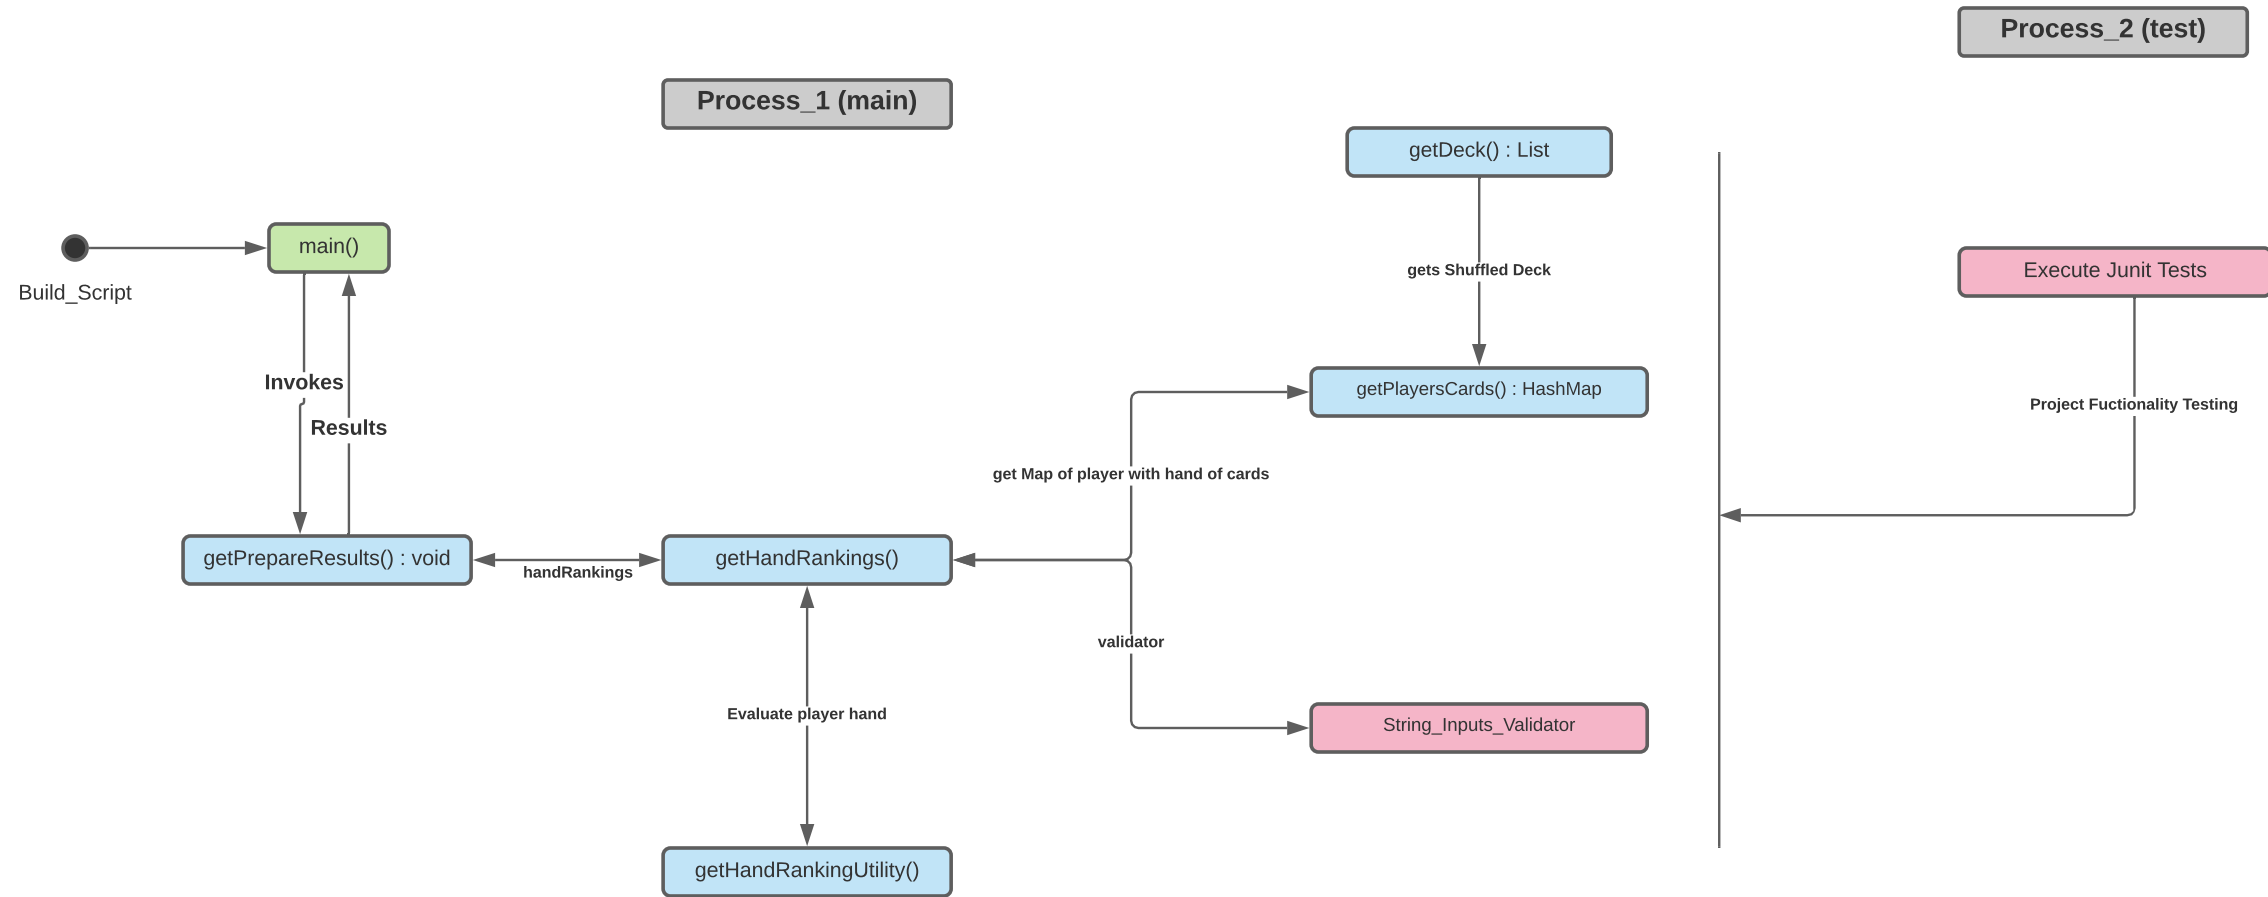 Process_2 (test)
Process_1 (main)
getDeck() : List
main()
Build_Script
gets Shuffled Deck
Execute Junit Tests
Invokes
Results
getPlayersCards() : HashMap
Project Fuctionality Testing
get Map of player with hand of cards
getPrepareResults() : void
handRankings
getHandRankings()
validator
Evaluate player hand
String_Inputs_Validator
getHandRankingUtility()